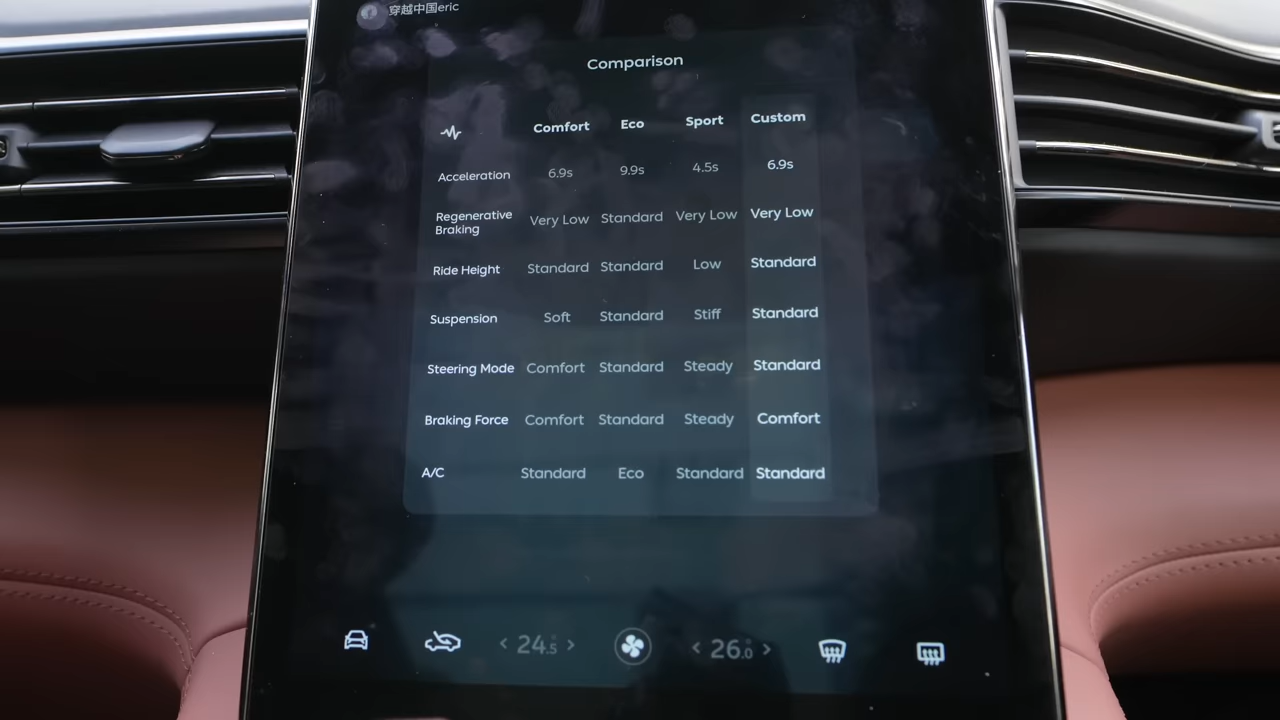 穿越中国eric
Comparison
Comfort Eco Sport Custom
Acceleration 6.9s 9.9s 4.5s 6.9s
Regenerative
Braking Very Low Standard Very Low Very Low
Ride Height Standard Standard Low Standard
Suspension Soft Standard Stiff Standard
Steering Mode Comfort Standard Steady Standard
Braking Force Comfort Standard Steady Comfort
A/C Standard Eco Standard Standard
< 24.5 > < 26.0 >